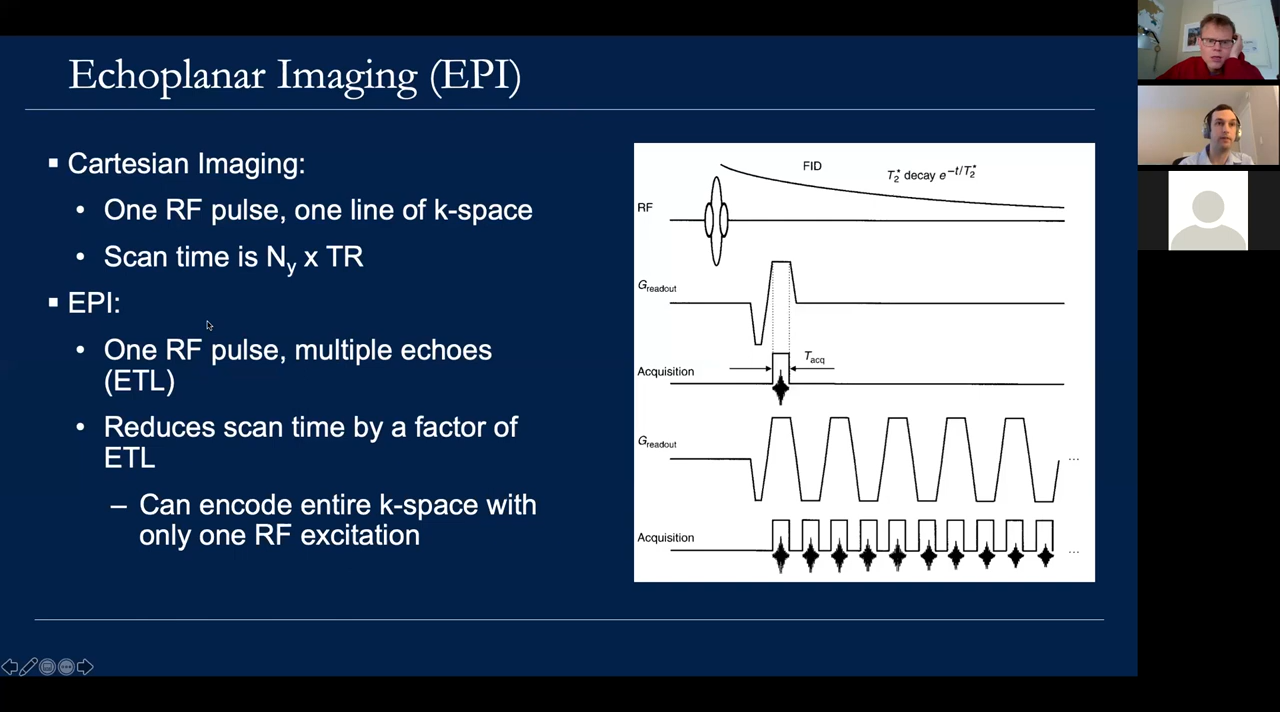 Echoplanar Imaging (EPI)
▪ Cartesian Imaging:
• One RF pulse, one line of k-space
• Scan time is Ny x TR
▪ EPI:
• One RF pulse, multiple echoes
(ETL)
• Reduces scan time by a factor of
ETL
– Can encode entire k-space with
only one RF excitation
FID
T2* decay e−t/T2*
RF
Greadout
Tacq
Acquisition
Greadout
...
Acquisition
...